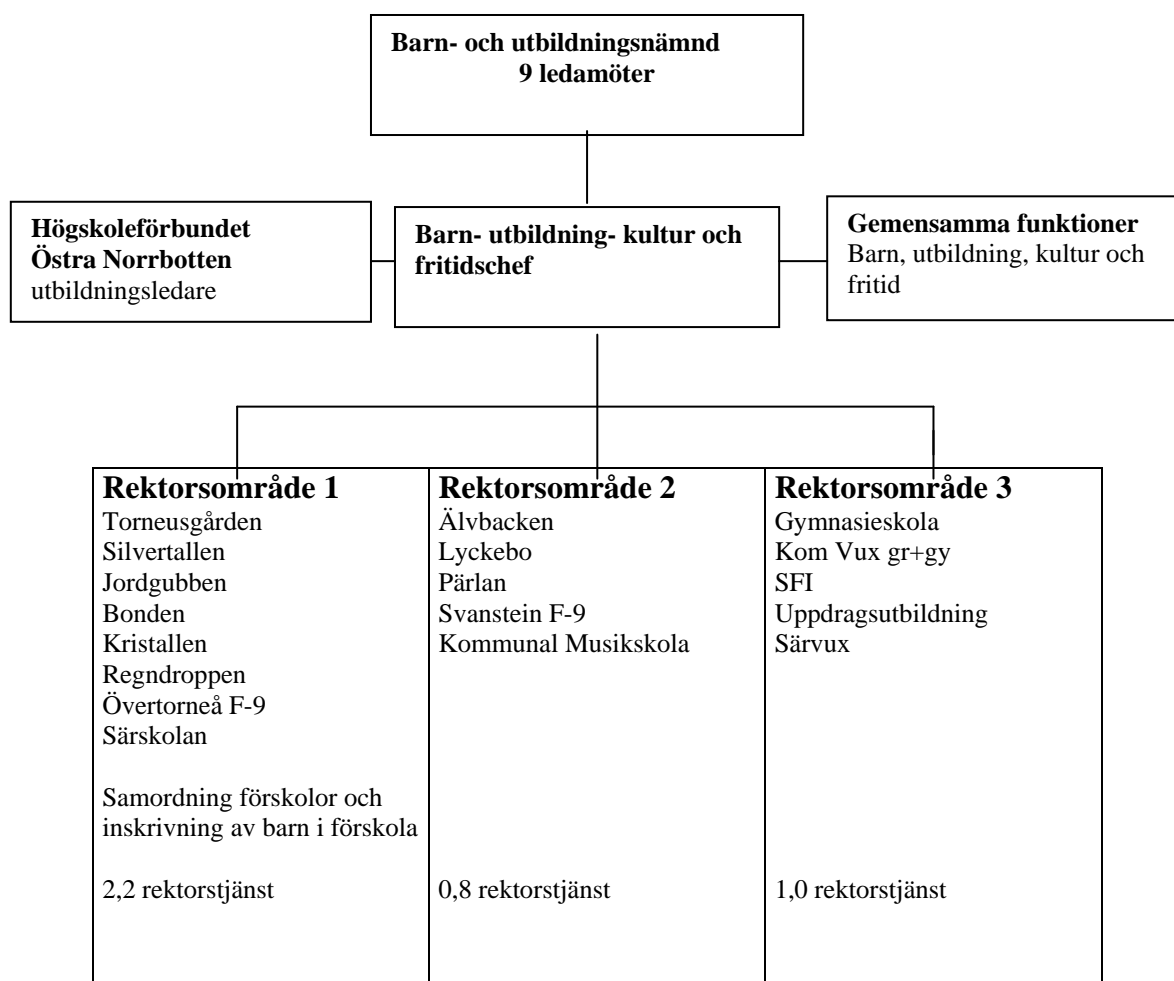 Barn- och utbildningsnämnd
9 ledamöter
Högskoleförbundet
Östra Norrbotten
utbildningsledare
Barn- utbildning- kultur och
fritidschef
Gemensamma funktioner
Barn, utbildning, kultur och
fritid
Rektorsområde 1
Torneusgården
Silvertallen
Jordgubben
Bonden
Kristallen
Regndroppen
Övertorneå F-9
Särskolan
Samordning förskolor och
inskrivning av barn i förskola
2,2 rektorstjänst
Rektorsområde 2
Älvbacken
Lyckebo
Pärlan
Svanstein F-9
Kommunal Musikskola
0,8 rektorstjänst
Rektorsområde 3
Gymnasieskola
Kom Vux gr+gy
SFI
Uppdragsutbildning
Särvux
1,0 rektorstjänst